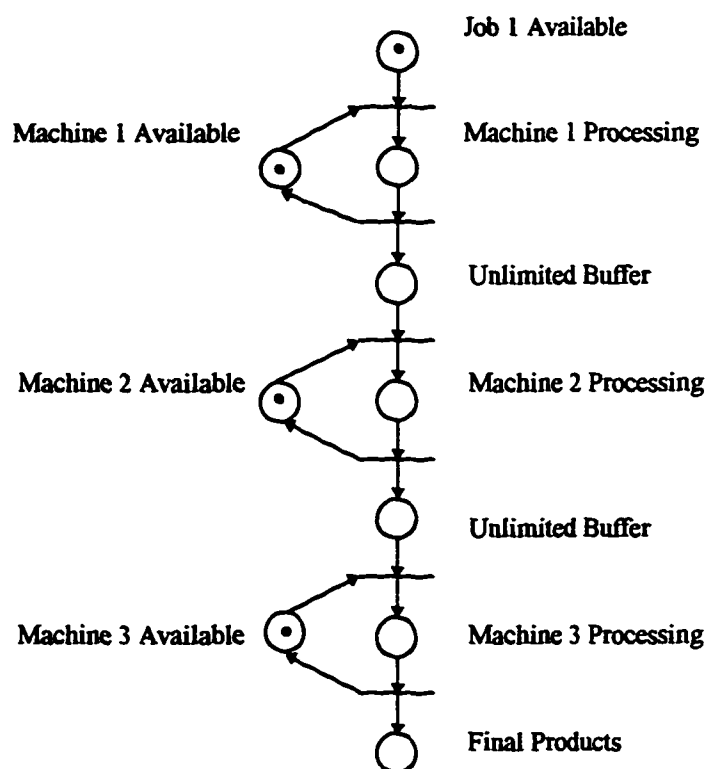 Job 1 Available
Machine 1 Available
Machine 1 Processing
Unlimited Buffer
Machine 2 Available
Machine 2 Processing
Unlimited Buffer
Machine 3 Available
Machine 3 Processing
Final Products